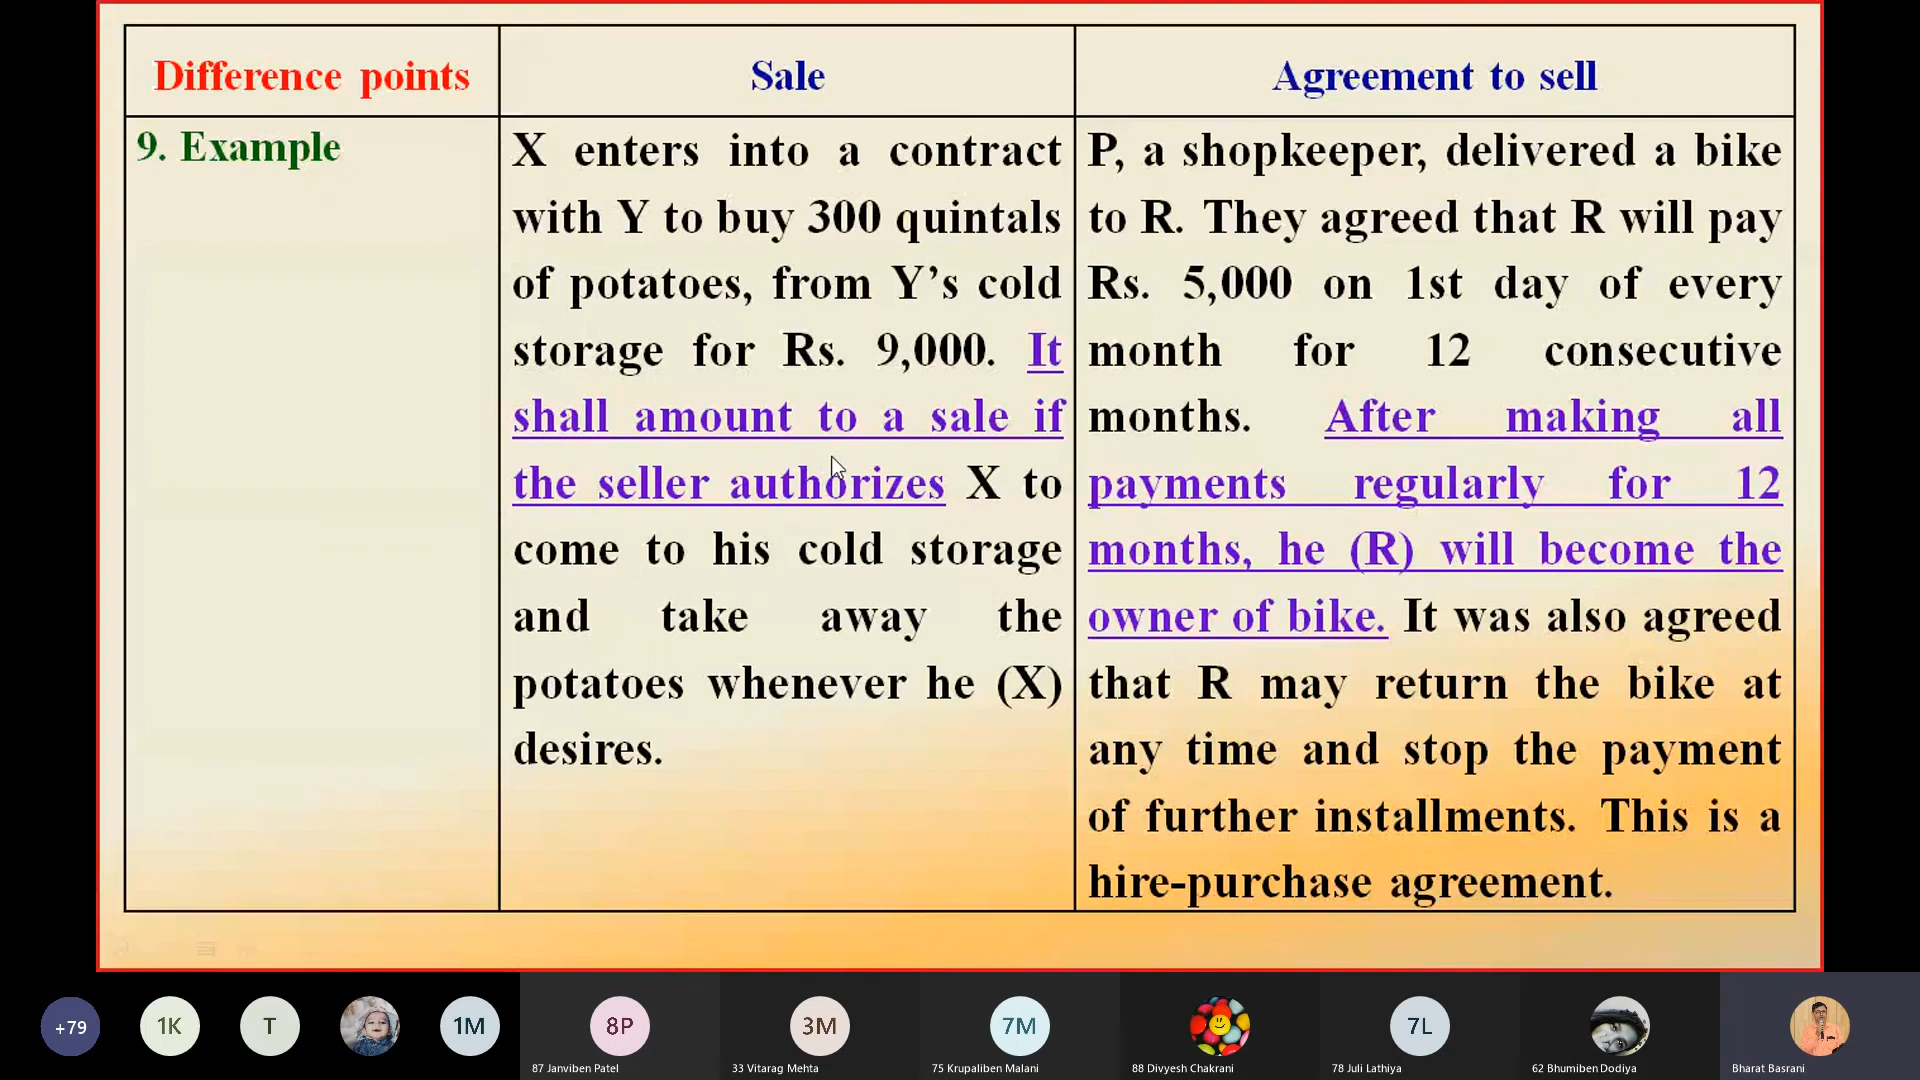 Difference points
Sale
Agreement to sell
9. Example
X enters into a contract
with Y to buy 300 quintals
of potatoes, from Y’s cold
storage for Rs. 9,000. It
shall amount to a sale if
the seller authorizes X to
come to his cold storage
and take away the
potatoes whenever he (X)
desires.
P, a shopkeeper, delivered a bike
to R. They agreed that R will pay
Rs. 5,000 on 1st day of every
month for 12 consecutive
months. After making all
payments regularly for 12
months, he (R) will become the
owner of bike. It was also agreed
that R may return the bike at
any time and stop the payment
of further installments. This is a
hire-purchase agreement.
+79
1K
T
1M
8P
3M
7M
7L
87 Janviben Patel
33 Vitarag Mehta
75 Krupaliben Malani
88 Divyesh Chakrani
78 Juli Lathiya
62 Bhumiben Dodiya
Bharat Basrani